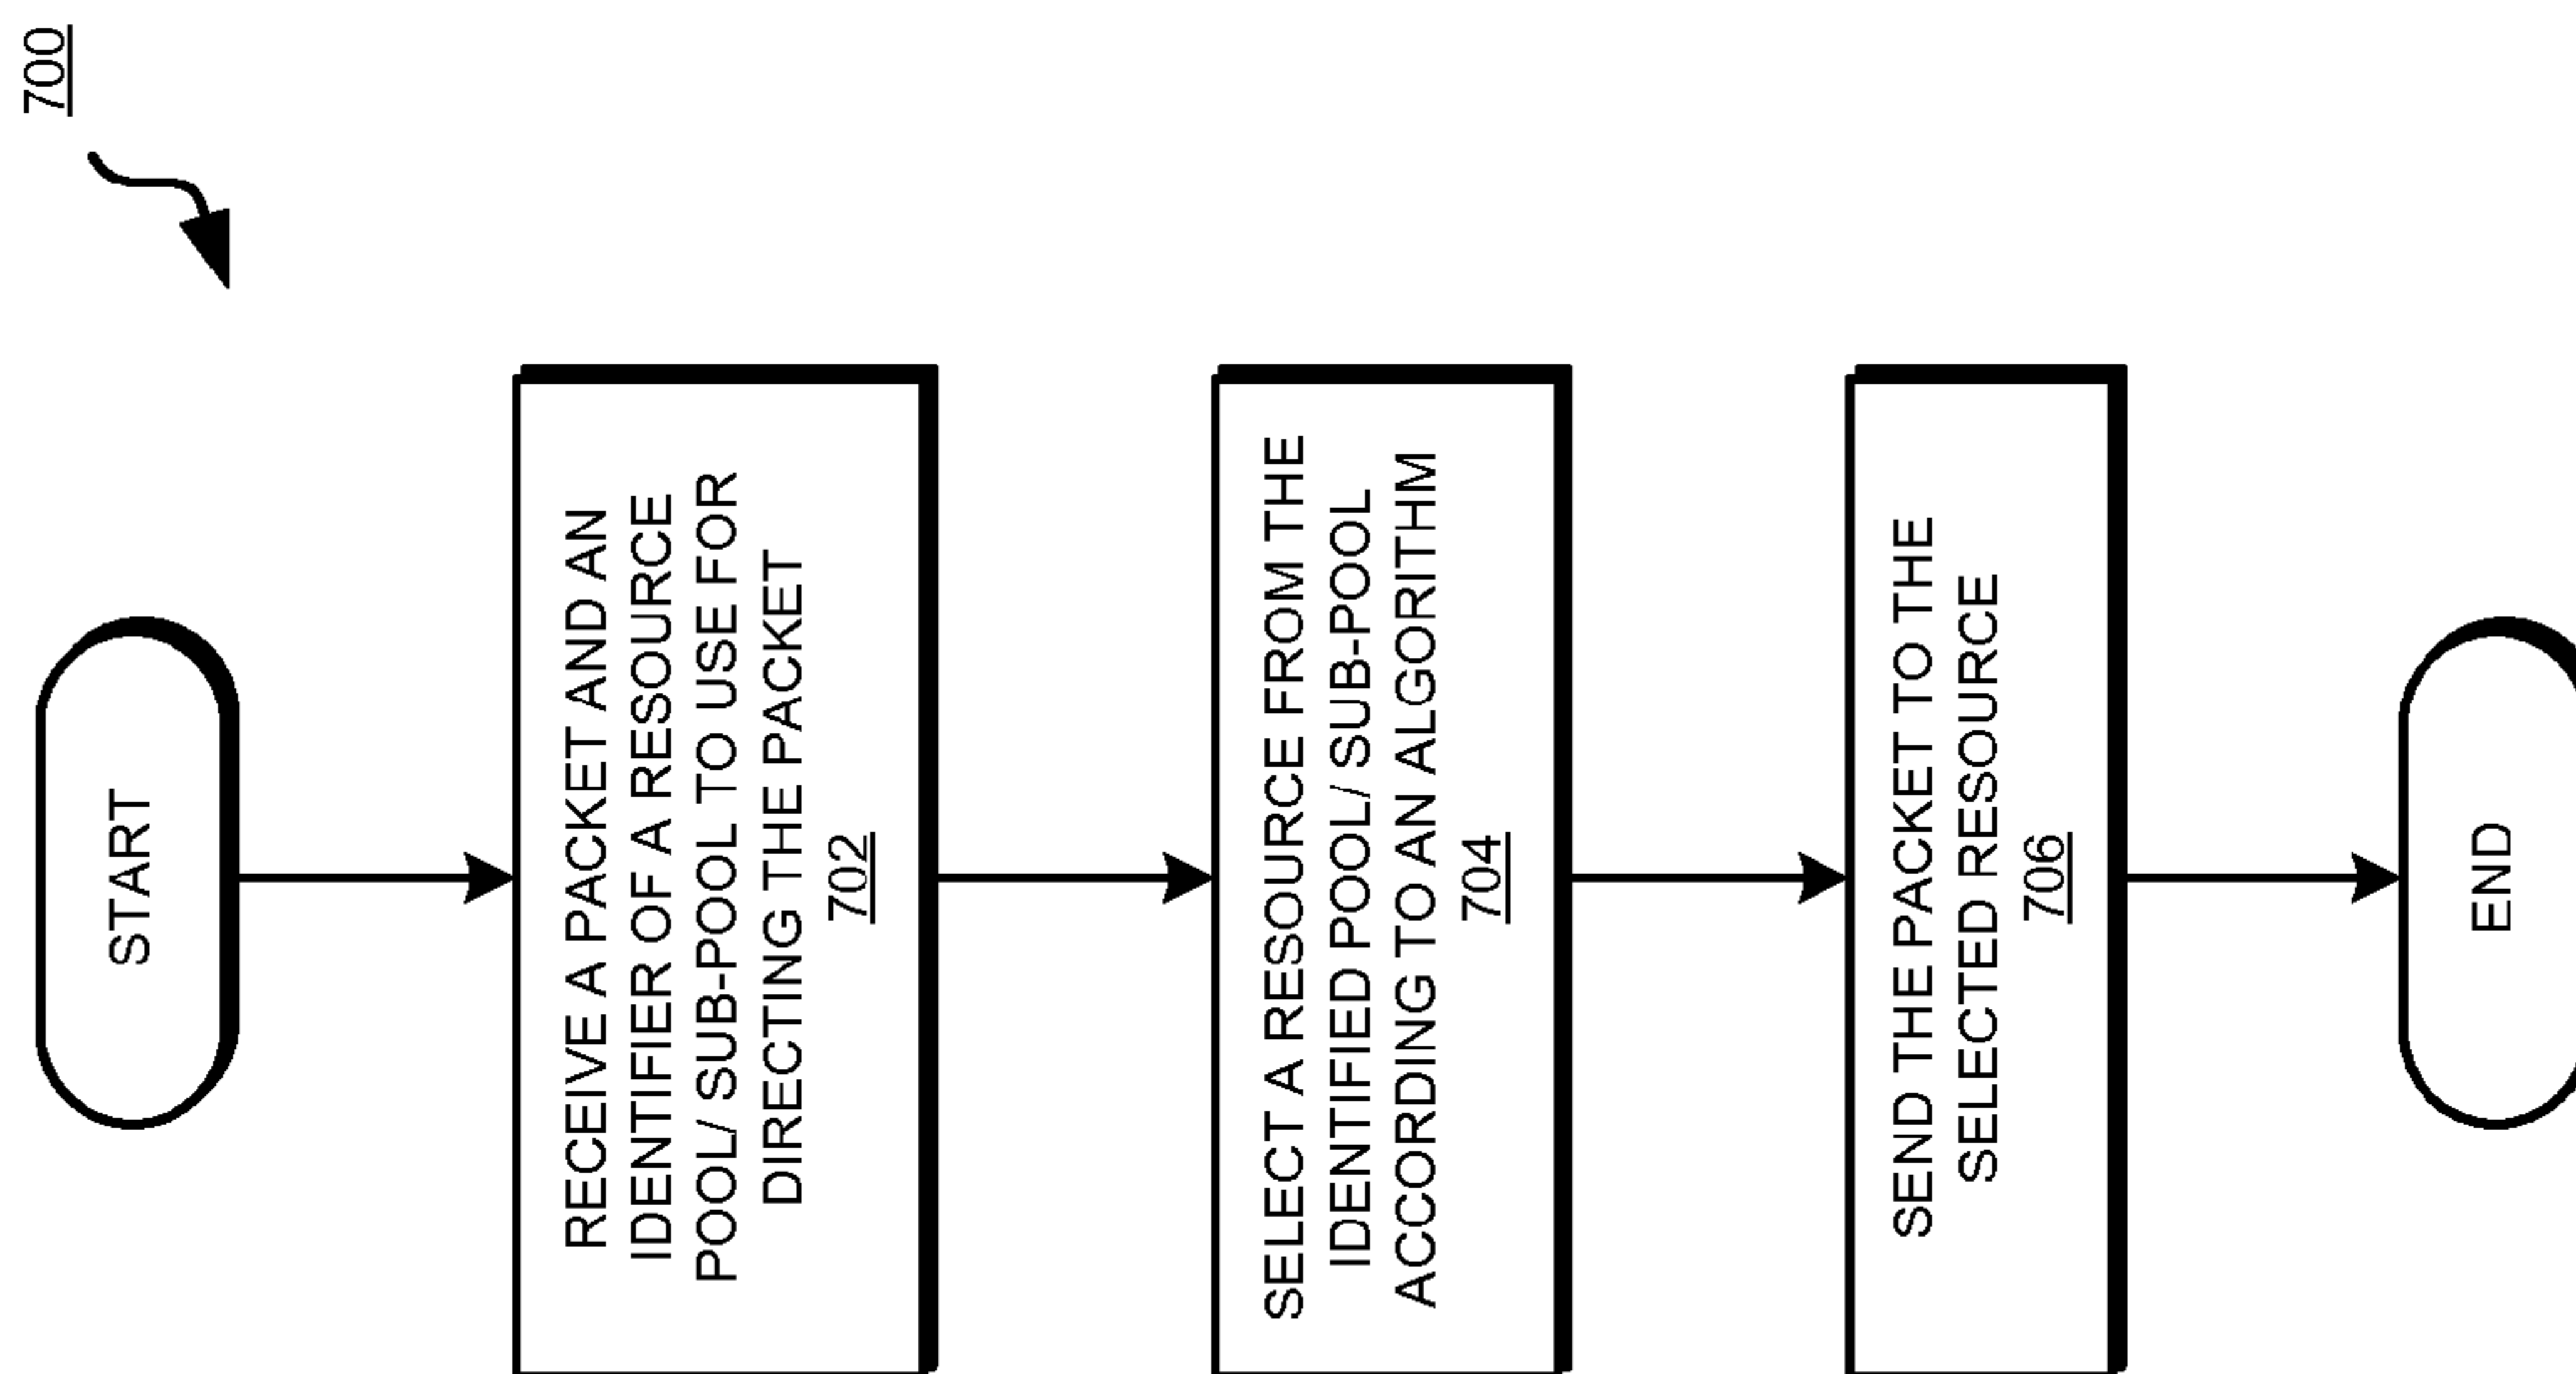 700
START
RECEIVE A PACKET AND AN
IDENTIFIER OF A RESOURCE
POOL/ SUB-POOL TO USE FOR
DIRECTING THE PACKET
702
SELECT A RESOURCE FROM THE
IDENTIFIED POOL/ SUB-POOL
ACCORDING TO AN ALGORITHM
704
SEND THE PACKET TO THE
SELECTED RESOURCE
706
END